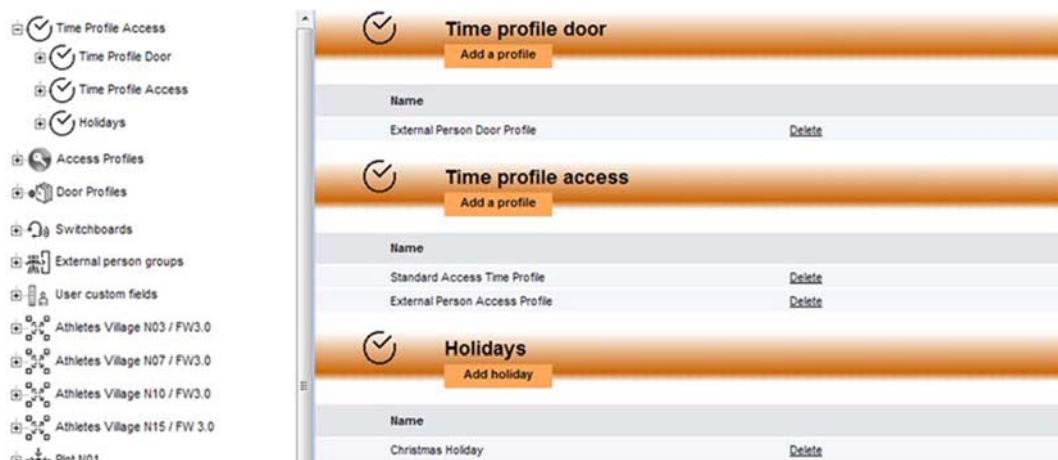 Time Profile Access
Time Profile Door
Time Profile Access
Holidays
Access Profiles
Door Profiles
Switchboards
External person groups
User custom fields
Athletes Village N03 / FW3.0
Athletes Village N07 / FW3.0
Athletes Village N10 / FW3.0
Athletes Village N15 / FW 3.0
Plot N01
Time profile door
Add a profile
Name
External Person Door Profile Delete
Time profile access
Add a profile
Name
Standard Access Time Profile Delete
External Person Access Profile Delete
Holidays
Add holiday
Name
Christmas Holiday Delete